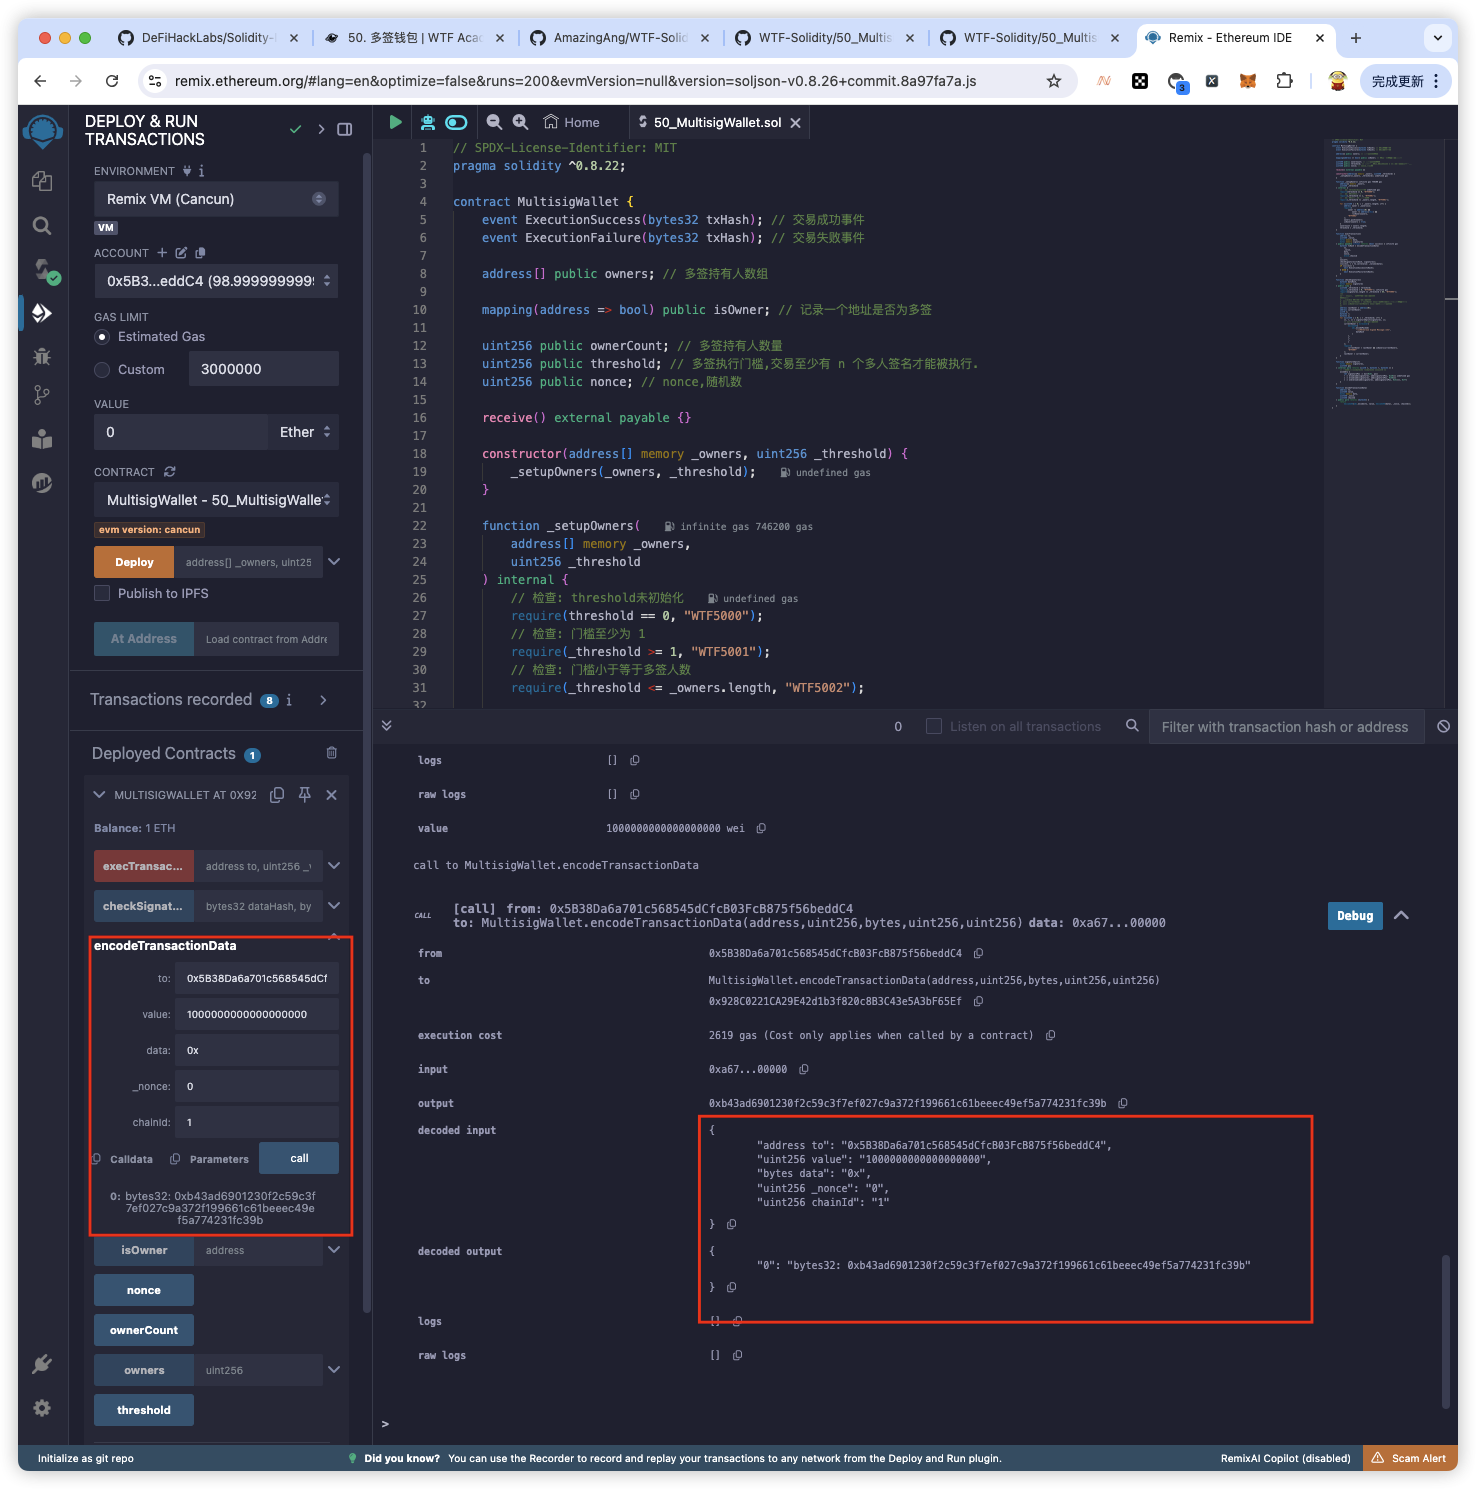 DeFiHackLabs/Solidity-
50. 多签钱包 | WTF Aca
AmazingAng/WTF-Solid
WTF-Solidity/50_Multis
WTF-Solidity/50_Multis
Remix - Ethereum IDE
remix.ethereum.org/#lang=en&optimize=false&runs=200&evmVersion=null&version=soljson-v0.8.26+commit.8a97fa7a.js
3
完成更新
DEPLOY & RUN
TRANSACTIONS
ENVIRONMENT
Remix VM (Cancun)
VM
ACCOUNT
0x5B3...eddC4 (98.9999999999
GAS LIMIT
Estimated Gas
Custom
3000000
VALUE
0
Ether
CONTRACT
MultisigWallet - 50_MultisigWalle
evm version: cancun
Deploy
address[] _owners, uint25
Publish to IPFS
At Address
Load contract from Addre
Transactions recorded 8 i
Deployed Contracts 1
MULTISIGWALLET AT 0X92
Balance: 1 ETH
execTransac...
address to, uint256 _v
checkSignat...
bytes32 dataHash, by
encodeTransactionData
to: 0x5B38Da6a701c568545dCf
value: 1000000000000000000
data: 0x
_nonce: 0
chainId: 1
Calldata
Parameters
call
0: bytes32: 0xb43ad6901230f2c59c3f
7ef027c9a372f199661c61beeec49e
f5a774231fc39b
isOwner
address
nonce
ownerCount
owners
uint256
threshold
Home
50_MultisigWallet.sol
1 // SPDX-License-Identifier: MIT
2 pragma solidity ^0.8.22;
3
4 contract MultisigWallet {
5 event ExecutionSuccess(bytes32 txHash); // 交易成功事件
6 event ExecutionFailure(bytes32 txHash); // 交易失败事件
7
8 address[] public owners; // 多签持有人数组
9
10 mapping(address => bool) public isOwner; // 记录一个地址是否为多签
11
12 uint256 public ownerCount; // 多签持有人数量
13 uint256 public threshold; // 多签执行门槛,交易至少有 n 个多人签名才能被执行.
14 uint256 public nonce; // nonce,随机数
15
16 receive() external payable {}
17
18 constructor(address[] memory _owners, uint256 _threshold) {
19 _setupOwners(_owners, _threshold); undefined gas
20 }
21
22 function _setupOwners( infinite gas 746200 gas
23 address[] memory _owners,
24 uint256 _threshold
25 ) internal {
26 // 检查: threshold未初始化 undefined gas
27 require(threshold == 0, "WTF5000");
28 // 检查: 门槛至少为 1
29 require(_threshold >= 1, "WTF5001");
30 // 检查: 门槛小于等于多签人数
31 require(_threshold <= _owners.length, "WTF5002");
32
0
Listen on all transactions
Filter with transaction hash or address
logs []
raw logs []
value 1000000000000000000 wei
call to MultisigWallet.encodeTransactionData
CALL [call] from: 0x5B38Da6a701c568545dCfcB03FcB875f56beddC4
to: MultisigWallet.encodeTransactionData(address,uint256,bytes,uint256,uint256) data: 0xa67...00000
Debug
from 0x5B38Da6a701c568545dCfcB03FcB875f56beddC4
to MultisigWallet.encodeTransactionData(address,uint256,bytes,uint256,uint256)
0x928C0221CA29E42d1b3f820c8B3C43e5A3bF65Ef
execution cost 2619 gas (Cost only applies when called by a contract)
input 0xa67...00000
output 0xb43ad6901230f2c59c3f7ef027c9a372f199661c61beeec49ef5a774231fc39b
decoded input {
"address to": "0x5B38Da6a701c568545dCfcB03FcB875f56beddC4",
"uint256 value": "1000000000000000000",
"bytes data": "0x",
"uint256 _nonce": "0",
"uint256 chainId": "1"
}
decoded output {
"0": "bytes32: 0xb43ad6901230f2c59c3f7ef027c9a372f199661c61beeec49ef5a774231fc39b"
}
logs []
raw logs []
>
Initialize as git repo
Did you know? You can use the Recorder to record and replay your transactions to any network from the Deploy and Run plugin.
RemixAI Copilot (disabled)
Scam Alert